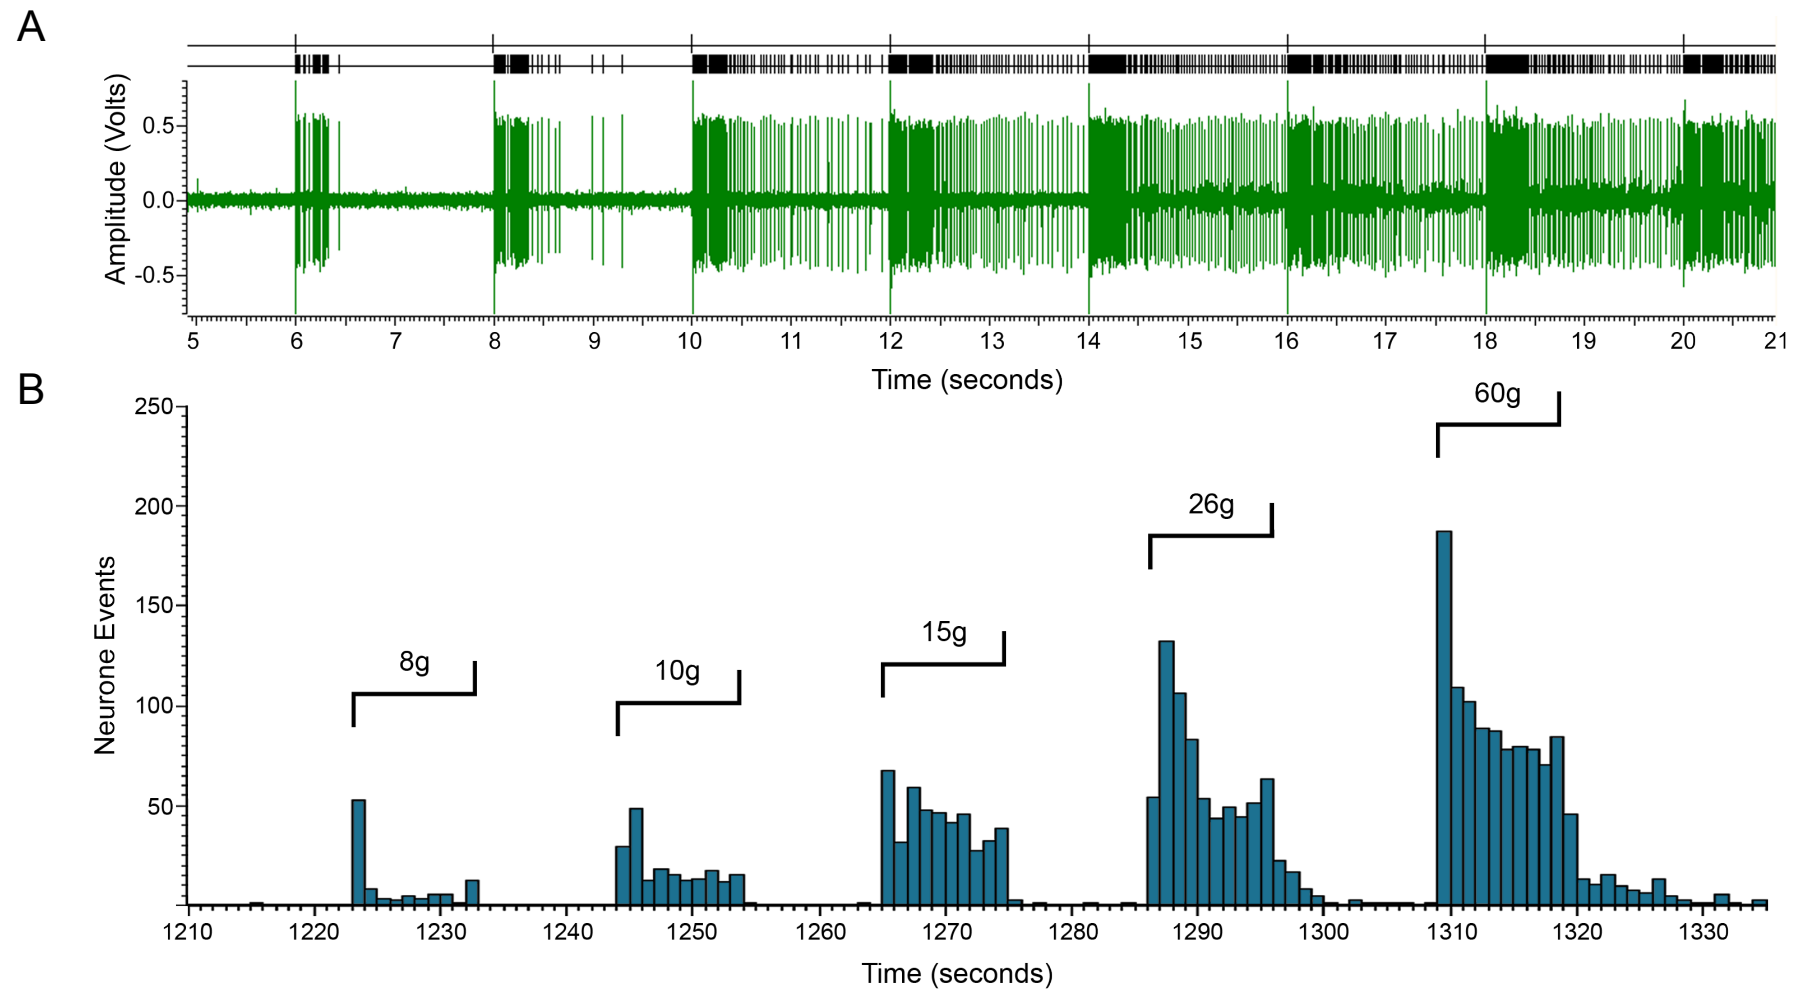 A
Amplitude (Volts)
0.5
0.0
-0.5
5 6 7 8 9 10 11 12 13 14 15 16 17 18 19 20 21
Time (seconds)
B
Neurone Events
250
200
150
100
50
60g
26g
15g
8g
10g
1210 1220 1230 1240 1250 1260 1270 1280 1290 1300 1310 1320 1330
Time (seconds)